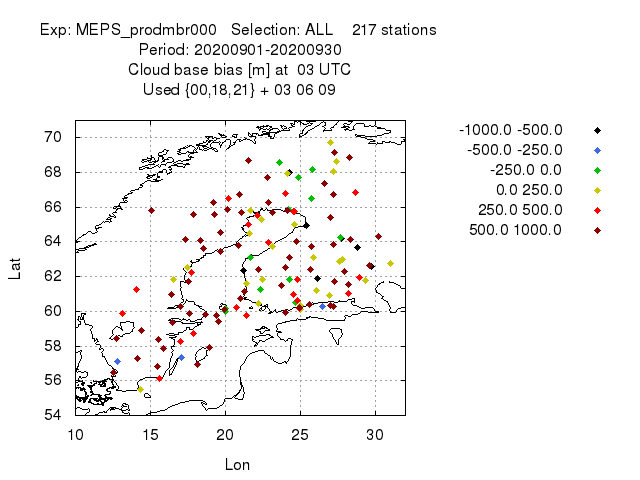 Exp: MEPS_prodmbr000 Selection: ALL 217 stations
Period: 20200901-20200930
Cloud base bias [m] at 03 UTC
Used {00,18,21} + 03 06 09
-1000.0 -500.0
-500.0 -250.0
-250.0 0.0
0.0 250.0
250.0 500.0
500.0 1000.0
70
68
66
64
62
60
58
56
54
Lat
10 15 20 25 30
Lon